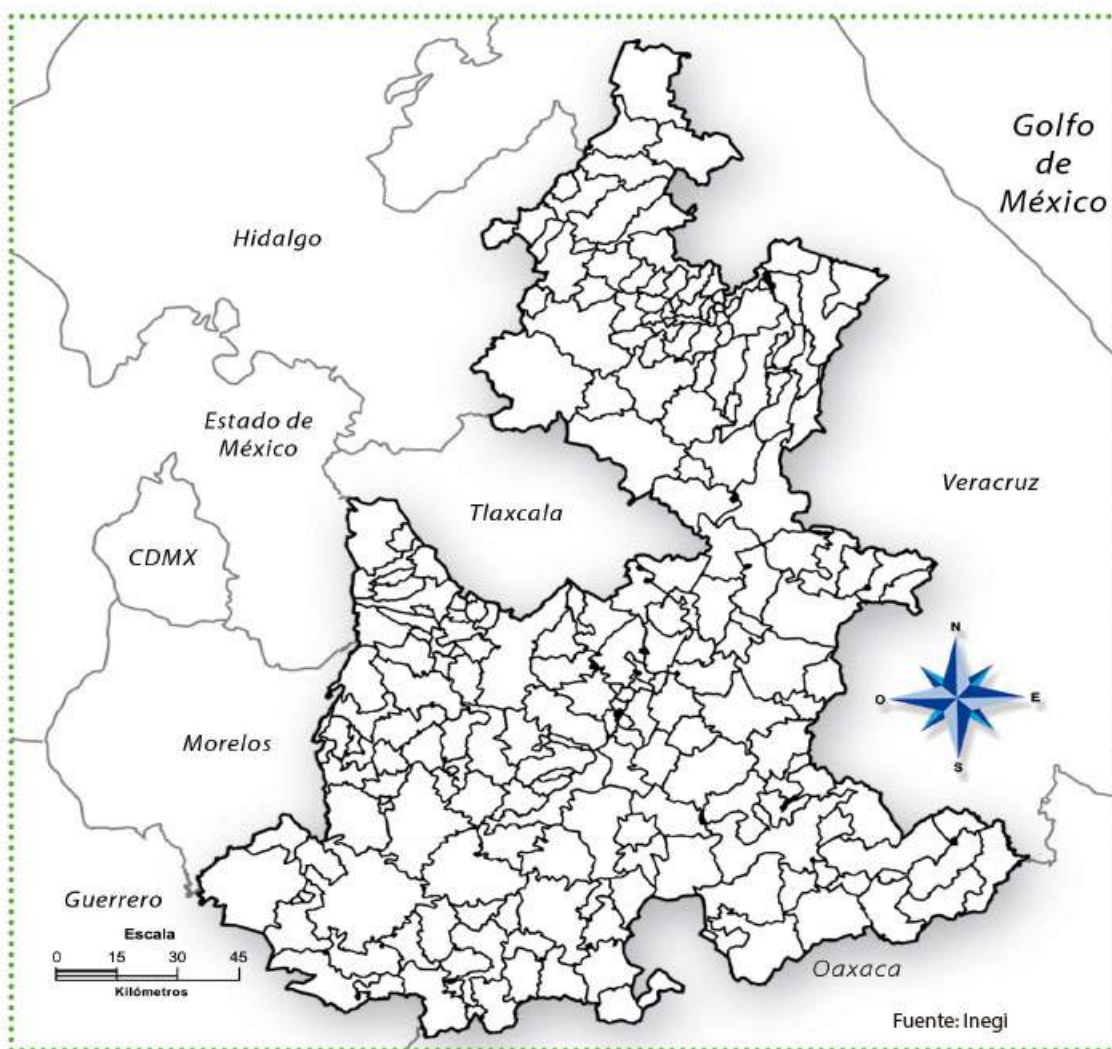 Golfo
de
México
Hidalgo
Estado de
México
Veracruz
Tlaxcala
CDMX
N
O
E
S
Morelos
Guerrero
Escala
0 15 30 45
Kilómetros
Oaxaca
Fuente: Inegi